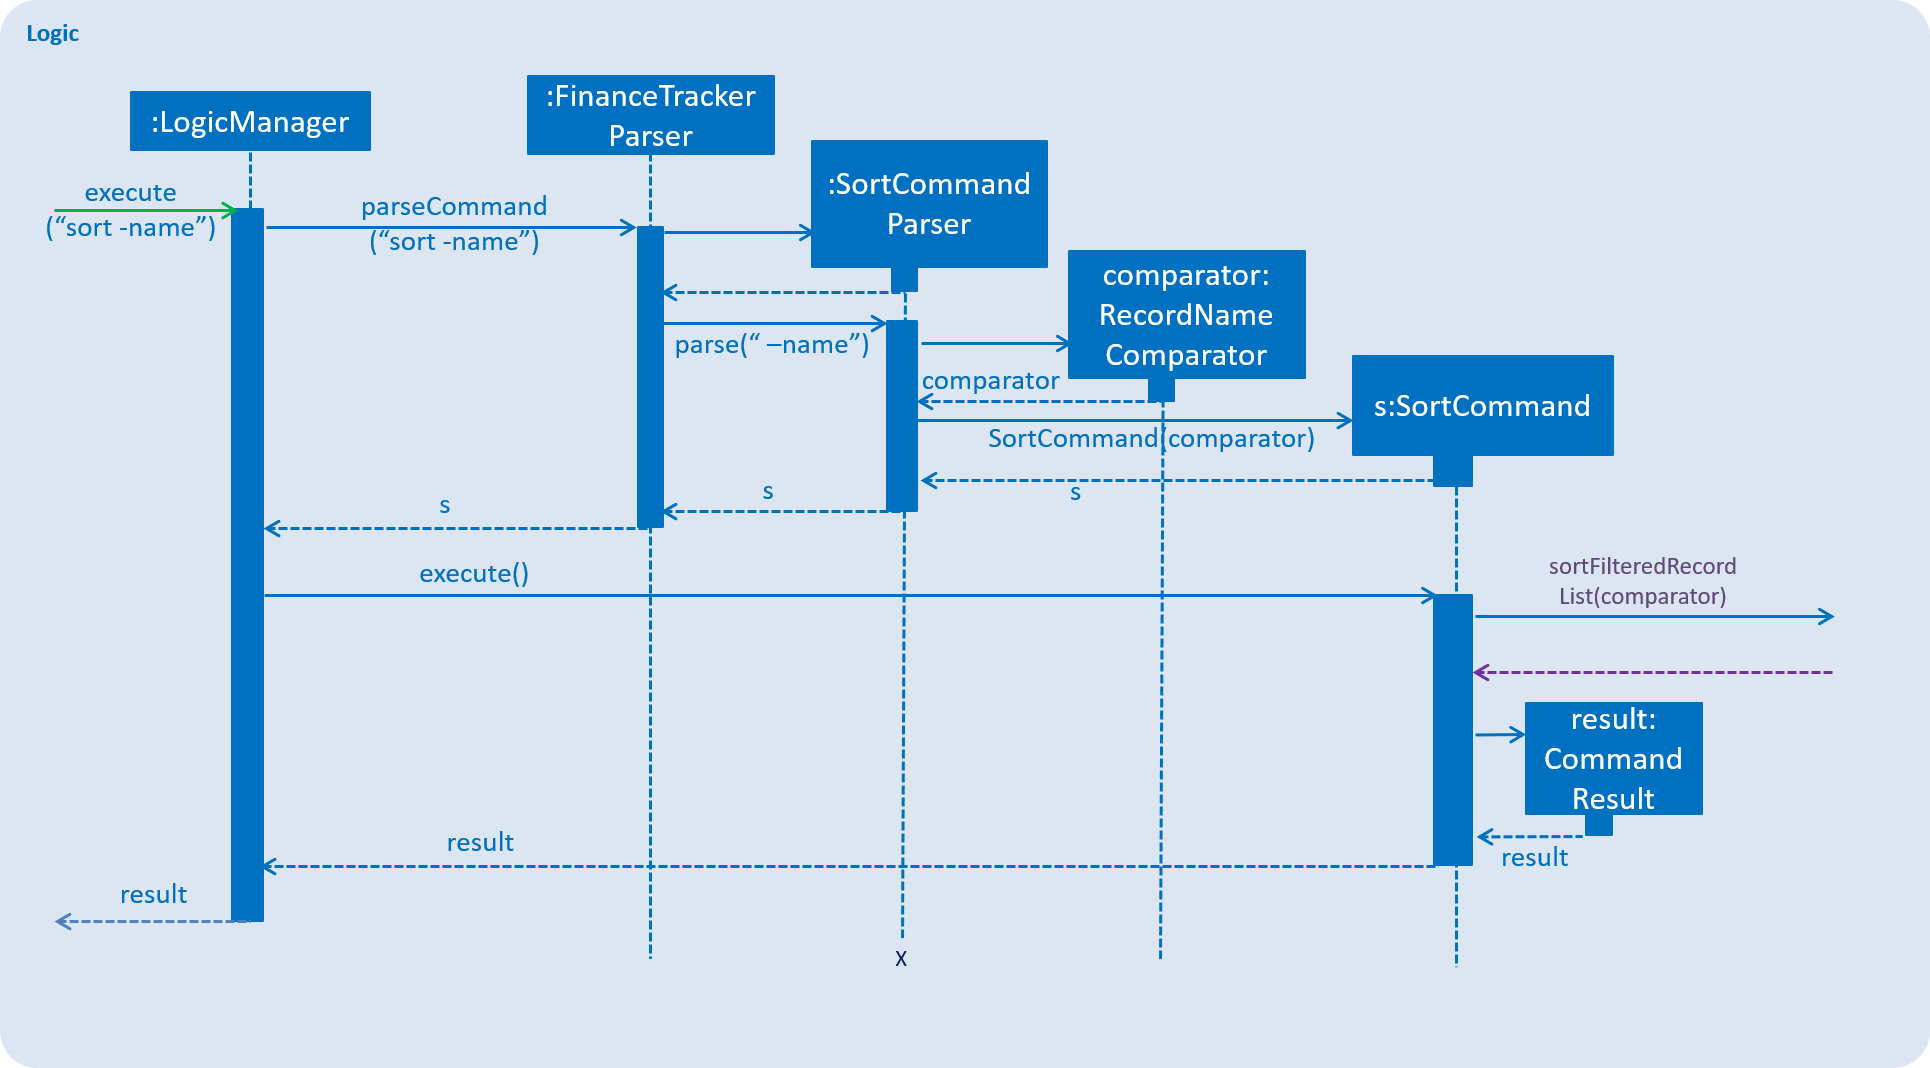 Logic
:LogicManager
:FinanceTracker
Parser
:SortCommand
Parser
execute
(“sort -name”)
parseCommand
(“sort -name”)
comparator:
RecordName
Comparator
parse(“ –name”)
comparator
s:SortCommand
SortCommand(comparator)
s
s
s
execute()
sortFilteredRecord
List(comparator)
result:
Command
Result
result
result
result
X